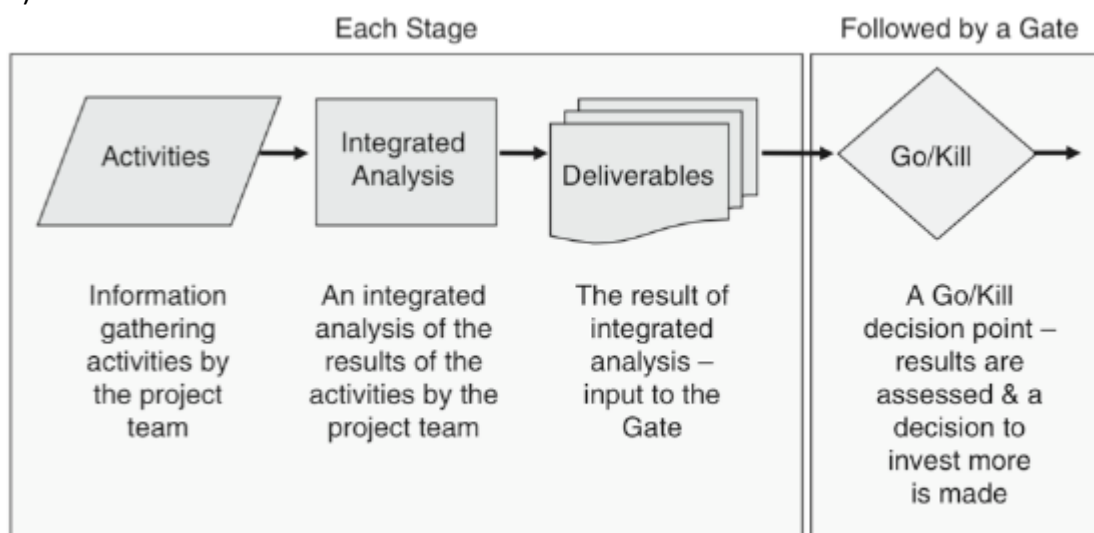 Each Stage
Followed by a Gate
Activities
Integrated
Analysis
Deliverables
Go/Kill
Information
gathering
activities by
the project
team
An integrated
analysis of the
results of the
activities by the
project team
The result of
integrated
analysis –
input to the
Gate
A Go/Kill
decision point –
results are
assessed & a
decision to
invest more
is made